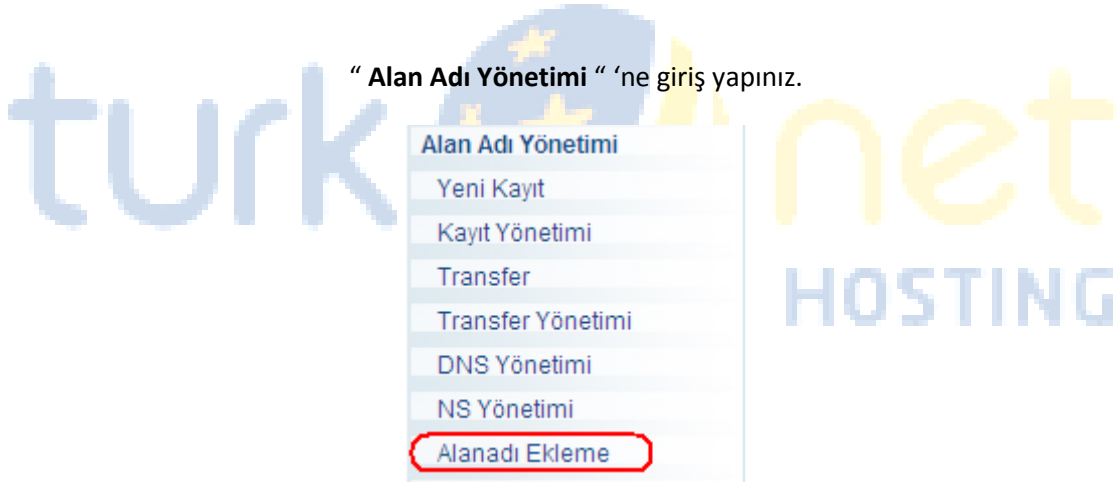 “ Alan Adı Yönetimi “ ‘ne giriş yapınız.
turk net
HOSTING
Alan Adı Yönetimi
Yeni Kayıt
Kayıt Yönetimi
Transfer
Transfer Yönetimi
DNS Yönetimi
NS Yönetimi
Alanadı Ekleme